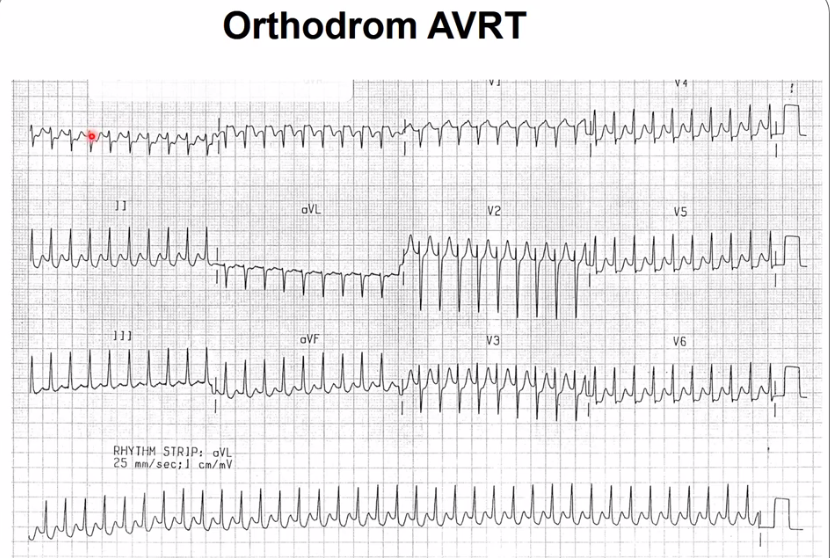 Orthodrom AVRT
V1
V4
II
aVL
V2
V5
III
aVF
V3
V6
RHYTHM STRIP: aVL
25 mm/sec;1 cm/mV